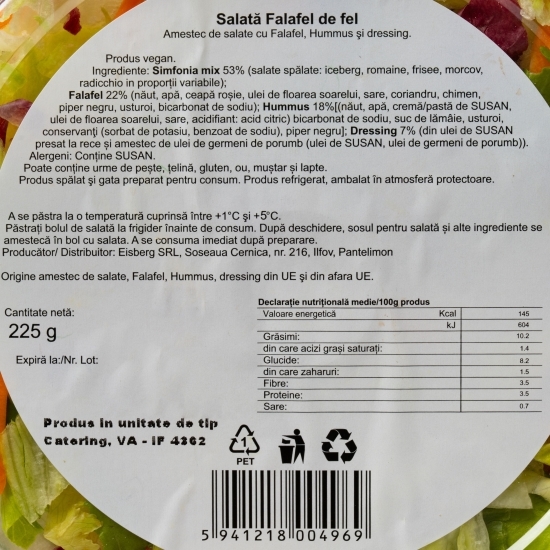 Salată Falafel de fel
Amestec de salate cu Falafel, Hummus şi dressing.
Produs vegan.
Ingrediente: Simfonia mix 53% (salate spălate: iceberg, romaine, frisee, morcov,
radicchio in proporții variabile);
Falafel 22% (năut, apă, ceapă roșie, ulei de floarea soarelui, sare, coriandru, chimen,
piper negru, usturoi, bicarbonat de sodiu); Hummus 18%[(năut, apă, cremă/pastă de SUSAN,
ulei de floarea soarelui, sare, acidifiant: acid citric) bicarbonat de sodiu, suc de lămâie, usturoi,
conservanţi (sorbat de potasiu, benzoat de sodiu), piper negru]; Dressing 7% (din ulei de SUSAN
presat la rece și amestec de ulei de germeni de porumb (ulei de SUSAN, ulei de germeni de porumb)).
Alergeni: Conține SUSAN.
Poate conține urme de pește, țelină, gluten, ou, muștar și lapte.
Produs spălat şi gata preparat pentru consum. Produs refrigerat, ambalat în atmosferă protectoare.
A se păstra la o temperatură cuprinsă între +1°C şi +5°C.
Păstrați bolul de salată la frigider înainte de consum. După deschidere, sosul pentru salată și alte ingrediente se
amestecă în bol cu salata. A se consuma imediat după preparare.
Producător/ Distribuitor: Eisberg SRL, Soseaua Cernica, nr. 216, Ilfov, Pantelimon
Origine amestec de salate, Falafel, Hummus, dressing din UE şi din afara UE.
Cantitate netă:
225 g
Expiră la:/Nr. Lot:
Declarație nutrițională medie/100g produs
Valoare energetică Kcal 145
kJ 604
Grăsimi: 10.2
din care acizi grași saturați: 1.4
Glucide: 8.2
din care zaharuri: 1.5
Fibre: 3.5
Proteine: 3.5
Sare: 0.7
Produs in unitate de tip
Catering, VA - IF 4362
1
PET
5 941218 004969